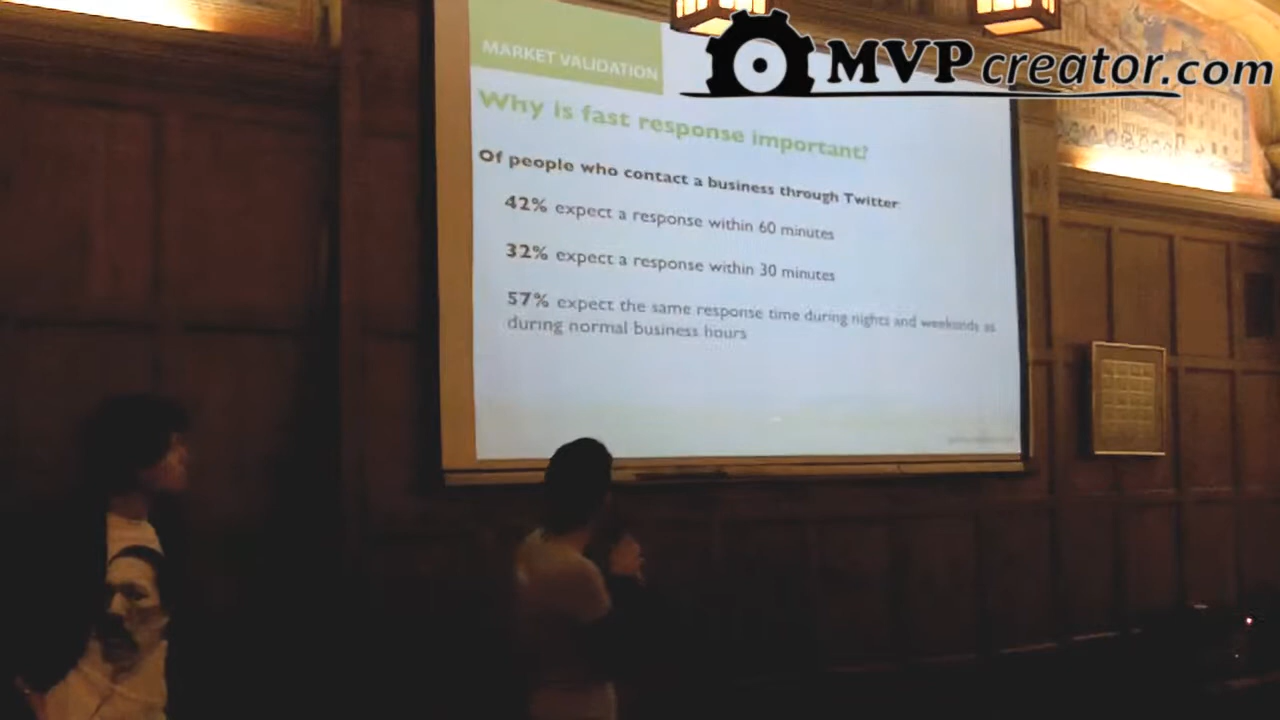 MARKET VALIDATION
MVPcreator.com
Why is fast response important?
Of people who contact a business through Twitter:
42% expect a response within 60 minutes
32% expect a response within 30 minutes
57% expect the same response time during nights and weekends as
during normal business hours